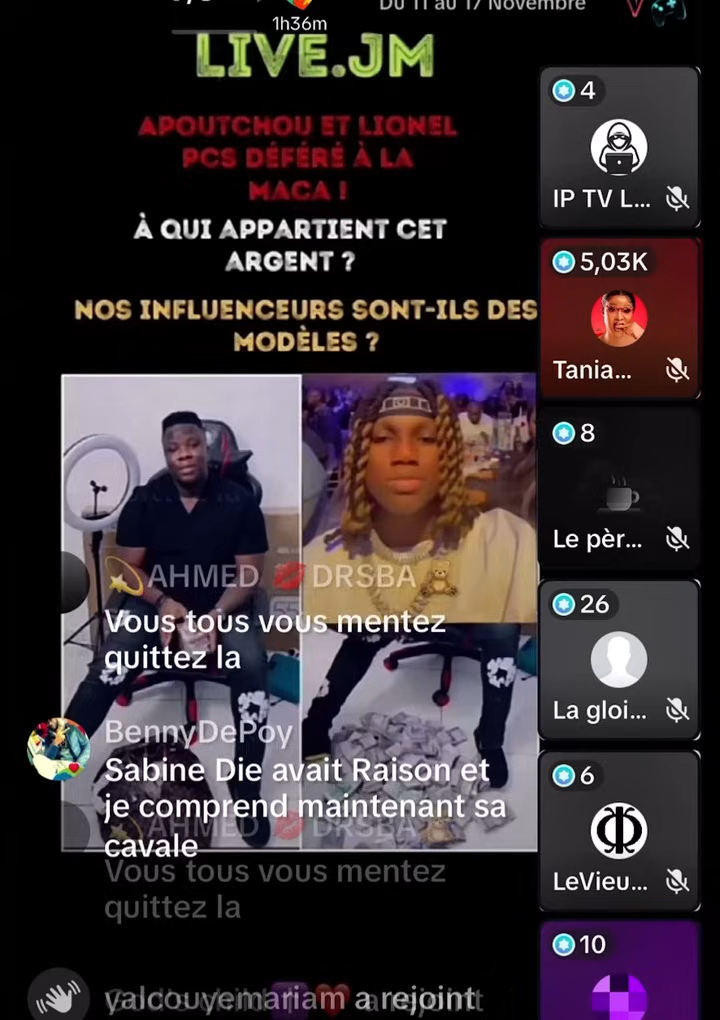 1h36m
Du 11 au 17 Novembre
LIVE.JM
APOUTCHOU ET LIONEL
PCS DÉFÉRÉ À LA
MACA !
À QUI APPARTIENT CET
ARGENT ?
NOS INFLUENCEURS SONT-ILS DES
MODÈLES ?
4
IP TV L...
5,03K
Tania...
8
Le pèr...
26
La gloi...
6
LeVieu...
10
AHMED 💋 DRSBA 🧸
Vous tous vous mentez
quittez la
BennyDePoy
Sabine Die avait Raison et
je comprend maintenant sa
cavale
AHMED 💋 DRSBA
Vous tous vous mentez
quittez la
yalcouyemariam a rejoint